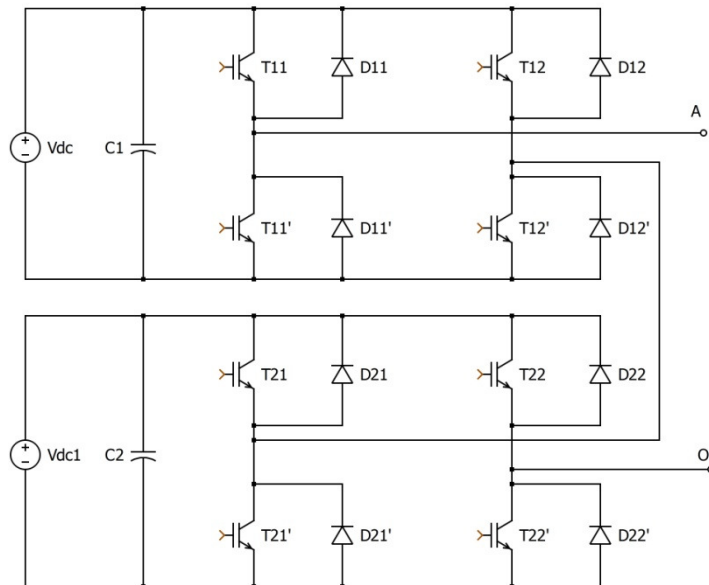 T11 D11 T12 D12
A
Vdc C1
T11' D11' T12' D12'
T21 D21 T22 D22
Vdc1 C2
O
T21' D21' T22' D22'